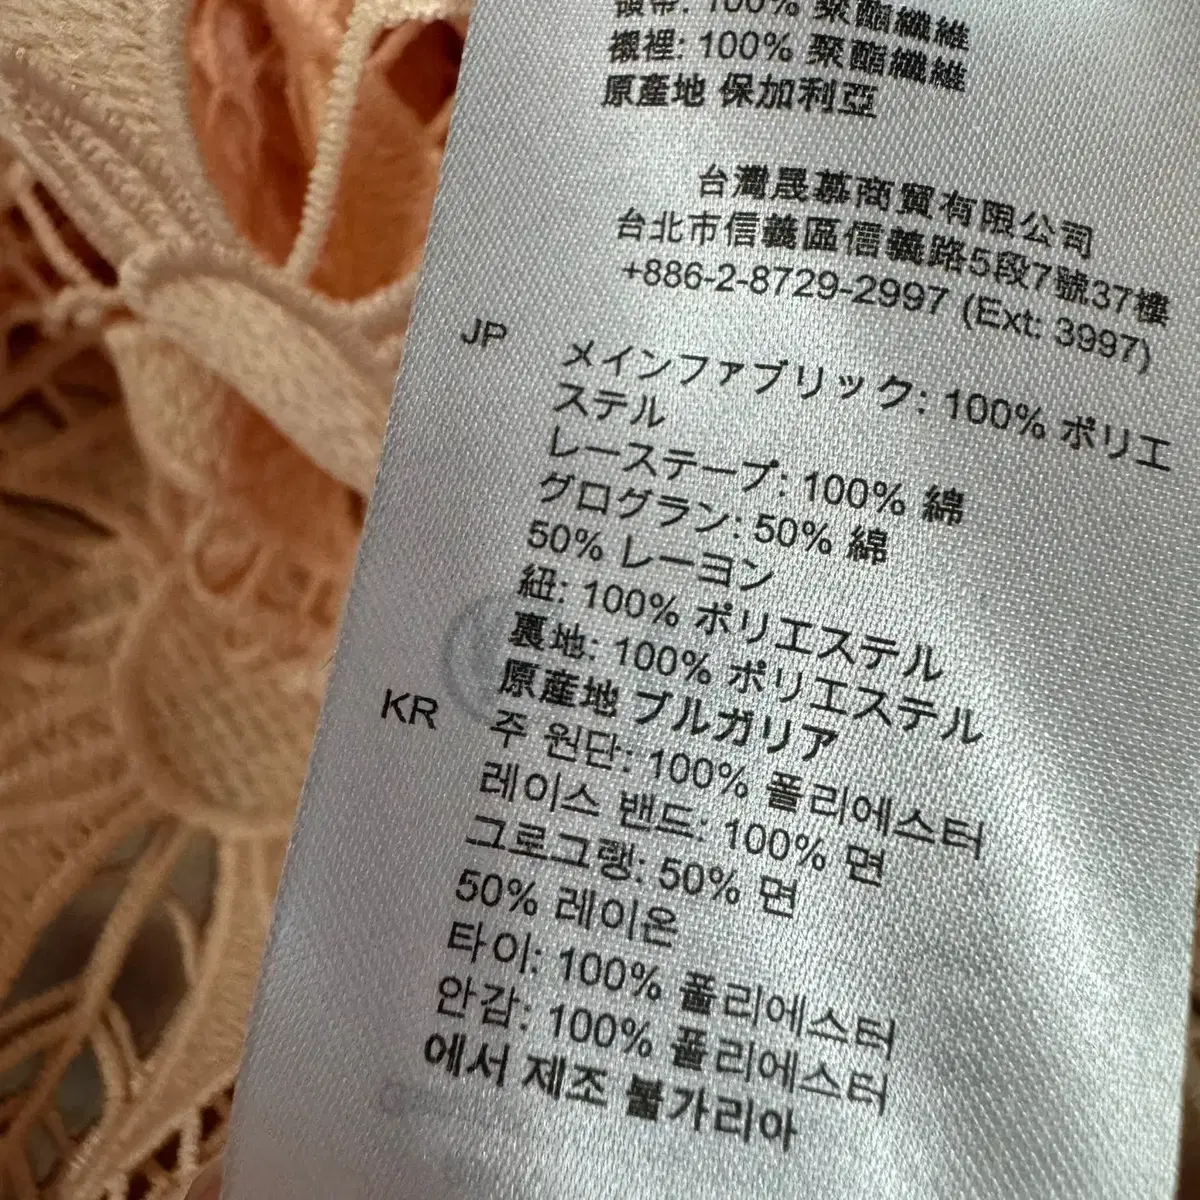 領帶: 100% 聚酯纖維
襯裡: 100% 聚酯纖維
原產地 保加利亞
台灣晟慕商貿有限公司
台北市信義區信義路5段7號37樓
+886-2-8729-2997 (Ext: 3997)
JP メインファブリック: 100% ポリエ
ステル
レーステープ: 100% 綿
グログラン: 50% 綿
50% レーヨン
紐: 100% ポリエステル
裏地: 100% ポリエステル
原産地 ブルガリア
KR 주 원단: 100% 폴리에스터
레이스 밴드: 100% 면
그로그랭: 50% 면
50% 레이온
타이: 100% 폴리에스터
안감: 100% 폴리에스터
에서 제조 불가리아